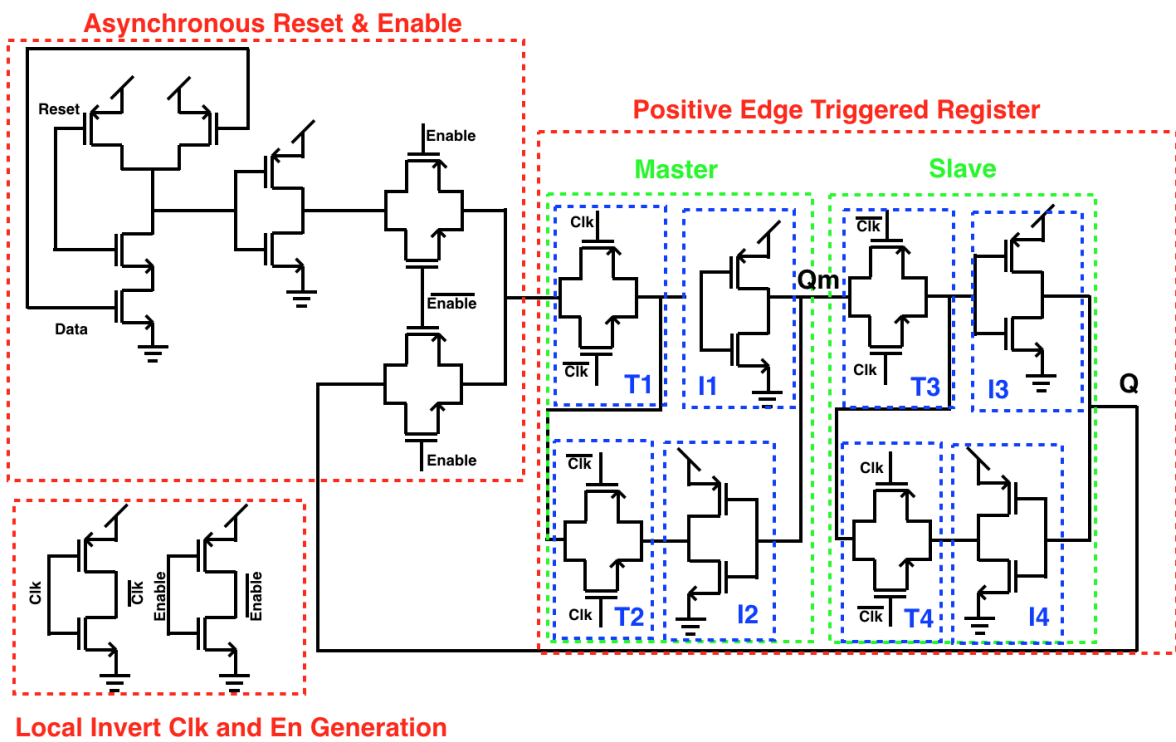 Asynchronous Reset & Enable
Reset
Data
Enable
Enable
Enable
Positive Edge Triggered Register
Master
Slave
Clk
Clk
T1
I1
Qm
Clk
Clk
T3
I3
Q
Clk
Clk
T2
I2
Clk
Clk
T4
I4
Clk
Clk
Enable
Enable
Local Invert Clk and En Generation